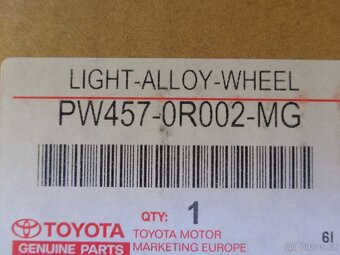 LIGHT-ALLOY-WHEEL
PW457-0R002-MG
QTY: 1
TOYOTA
GENUINE PARTS
TOYOTA MOTOR
MARKETING EUROPE
6I